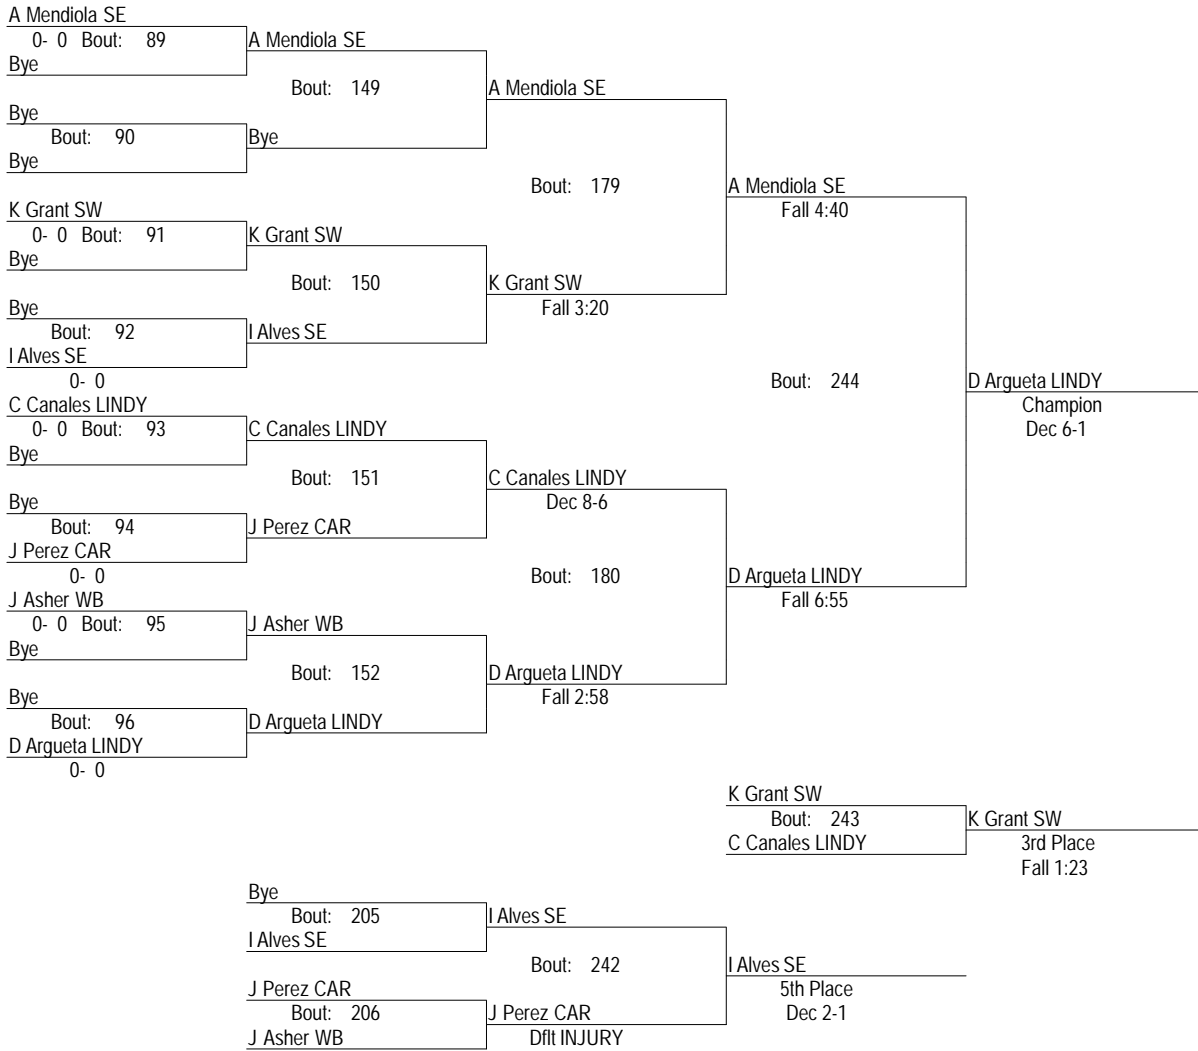 A Mendiola SE
0- 0 Bout: 89
Bye
A Mendiola SE
Bout: 149
A Mendiola SE
Bye
Bout: 90
Bye
Bye
Bout: 179
A Mendiola SE
Fall 4:40
K Grant SW
0- 0 Bout: 91
Bye
K Grant SW
Bout: 150
K Grant SW
Fall 3:20
Bye
Bout: 92
I Alves SE
0- 0
I Alves SE
Bout: 244
D Argueta LINDY
Champion
Dec 6-1
C Canales LINDY
0- 0 Bout: 93
Bye
C Canales LINDY
Bout: 151
C Canales LINDY
Dec 8-6
Bye
Bout: 94
J Perez CAR
0- 0
J Perez CAR
Bout: 180
D Argueta LINDY
Fall 6:55
J Asher WB
0- 0 Bout: 95
Bye
J Asher WB
Bout: 152
D Argueta LINDY
Fall 2:58
Bye
Bout: 96
D Argueta LINDY
0- 0
D Argueta LINDY
K Grant SW
Bout: 243
C Canales LINDY
K Grant SW
3rd Place
Fall 1:23
Bye
Bout: 205
I Alves SE
I Alves SE
Bout: 242
I Alves SE
5th Place
Dec 2-1
J Perez CAR
Bout: 206
J Asher WB
J Perez CAR
Dflt INJURY